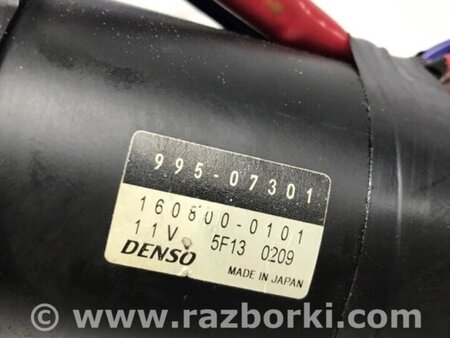 995-07301
160800-0101
11V 5F13 0209
DENSO MADE IN JAPAN
© www.razborki.com